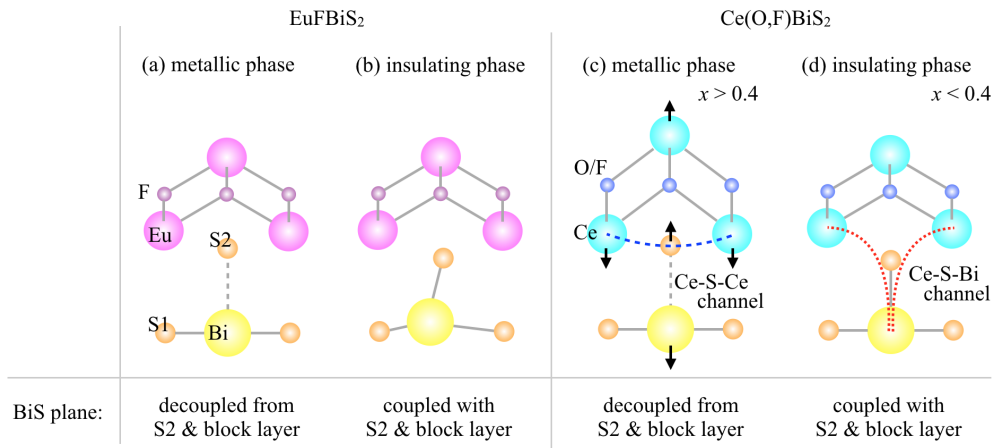 EuFBiS2
Ce(O,F)BiS2
(a) metallic phase
(b) insulating phase
(c) metallic phase
x > 0.4
(d) insulating phase
x < 0.4
F
Eu
S2
S1
Bi
O/F
Ce
Ce-S-Ce
channel
Ce-S-Bi
channel
BiS plane:
decoupled from
S2 & block layer
coupled with
S2 & block layer
decoupled from
S2 & block layer
coupled with
S2 & block layer